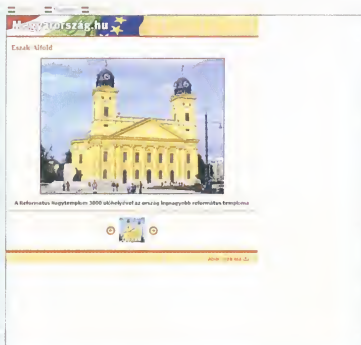 Magyarország.hu
Észak-Alföld
A Református Nagytemplom 3000 ülőhelyével az ország legnagyobb református temploma